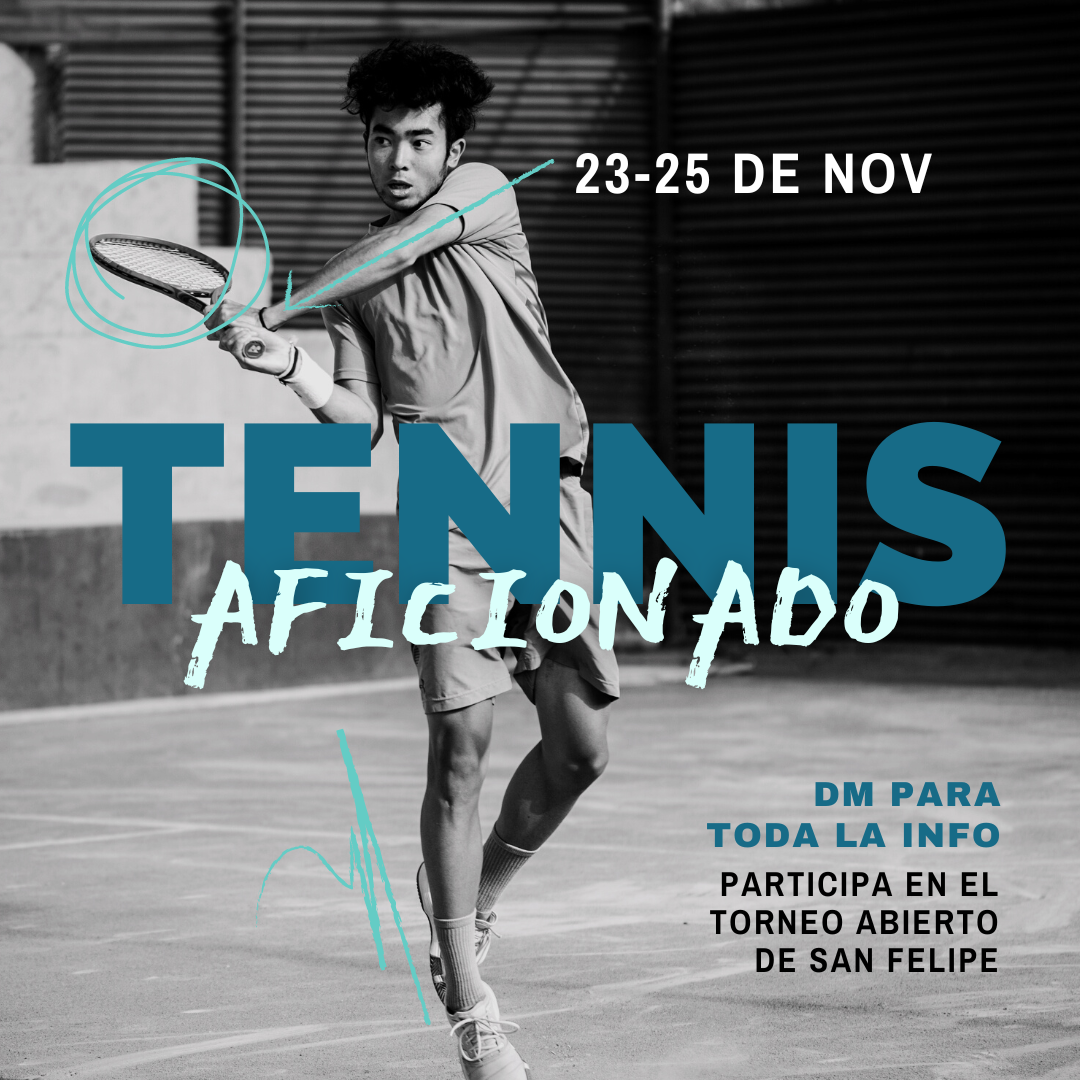 23-25 DE NOV
TENNIS
AFICIONADO
DM PARA
TODA LA INFO
PARTICIPA EN EL
TORNEO ABIERTO
DE SAN FELIPE